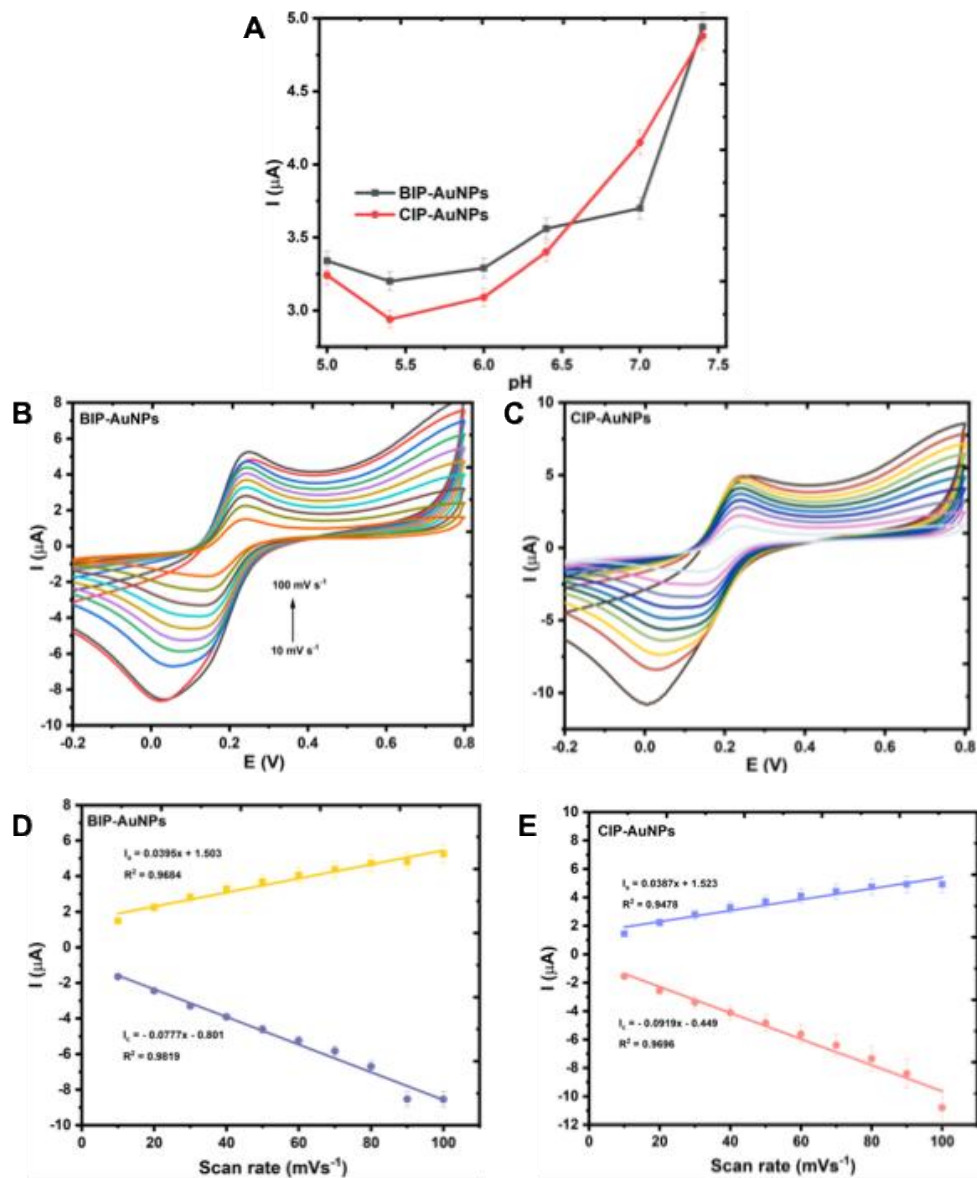 A
5.0
4.5
4.0
3.5
3.0
I (μA)
BIP-AuNPs
CIP-AuNPs
5.0 5.5 6.0 6.5 7.0 7.5
pH
B
BIP-AuNPs
8
6
4
2
0
-2
-4
-6
-8
-10
I (μA)
100 mV s⁻¹
10 mV s⁻¹
-0.2 0.0 0.2 0.4 0.6 0.8
E (V)
C
CIP-AuNPs
10
5
0
-5
-10
I (μA)
-0.2 0.0 0.2 0.4 0.6 0.8
E (V)
D
BIP-AuNPs
8
6
4
2
0
-2
-4
-6
-8
-10
I (μA)
Iₐ = 0.0395x + 1.503
R² = 0.9684
I꜀ = - 0.0777x - 0.801
R² = 0.9819
20 40 60 80 100
Scan rate (mVs⁻¹)
E
CIP-AuNPs
10
8
6
4
2
0
-2
-4
-6
-8
-10
-12
I (μA)
Iₐ = 0.0387x + 1.523
R² = 0.9478
I꜀ = - 0.0919x - 0.449
R² = 0.9696
20 40 60 80 100
Scan rate (mVs⁻¹)